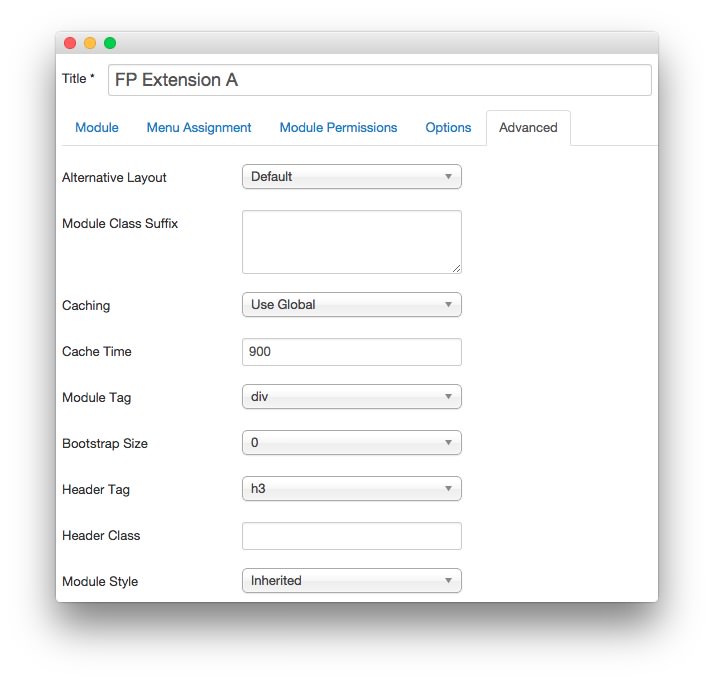 Title * FP Extension A
Module Menu Assignment Module Permissions Options Advanced
Alternative Layout Default
Module Class Suffix
Caching Use Global
Cache Time 900
Module Tag div
Bootstrap Size 0
Header Tag h3
Header Class
Module Style Inherited